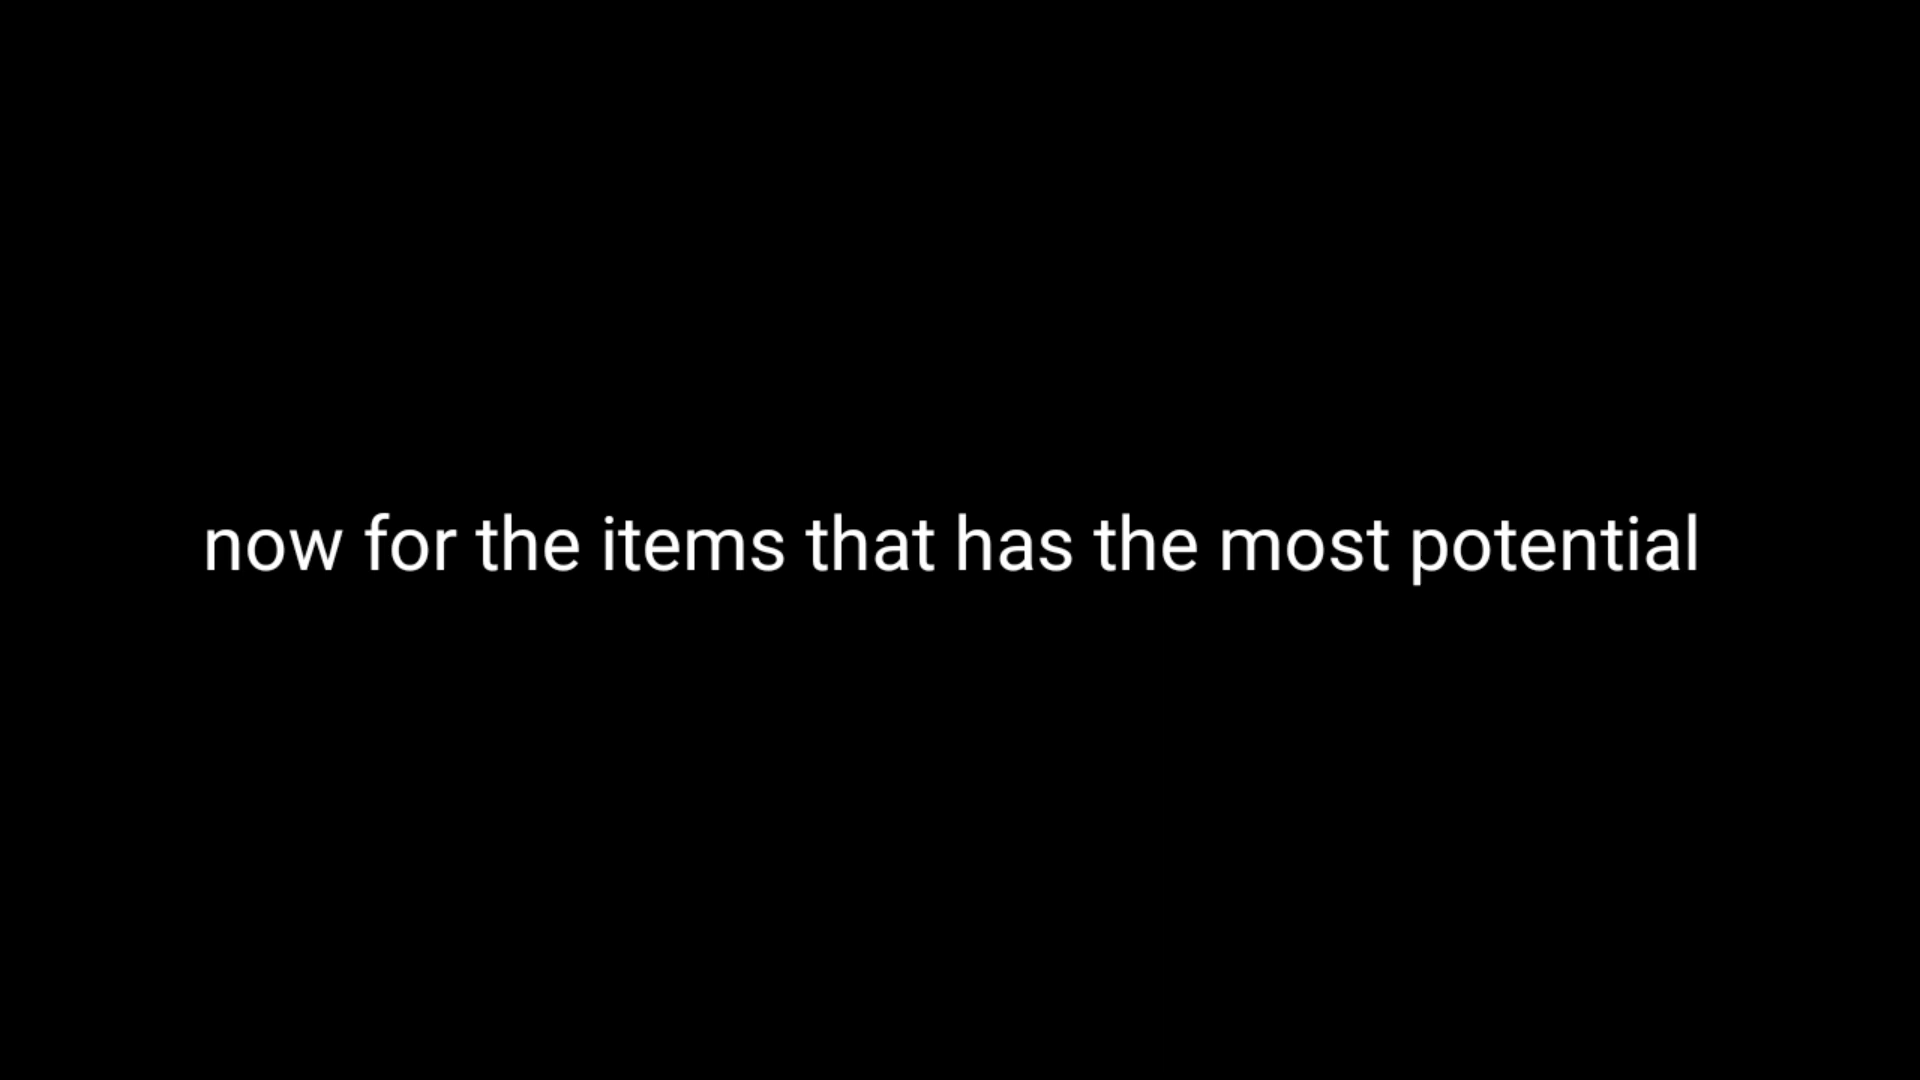 now for the items that has the most potential